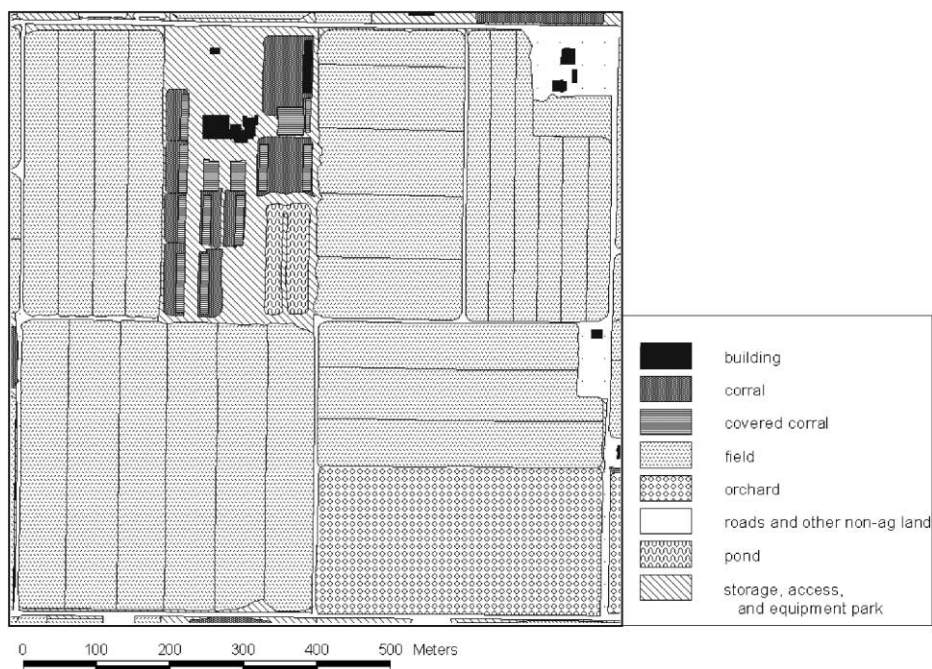 building
corral
covered corral
field
orchard
roads and other non-ag land
pond
storage, access,
and equipment park
0 100 200 300 400 500 Meters